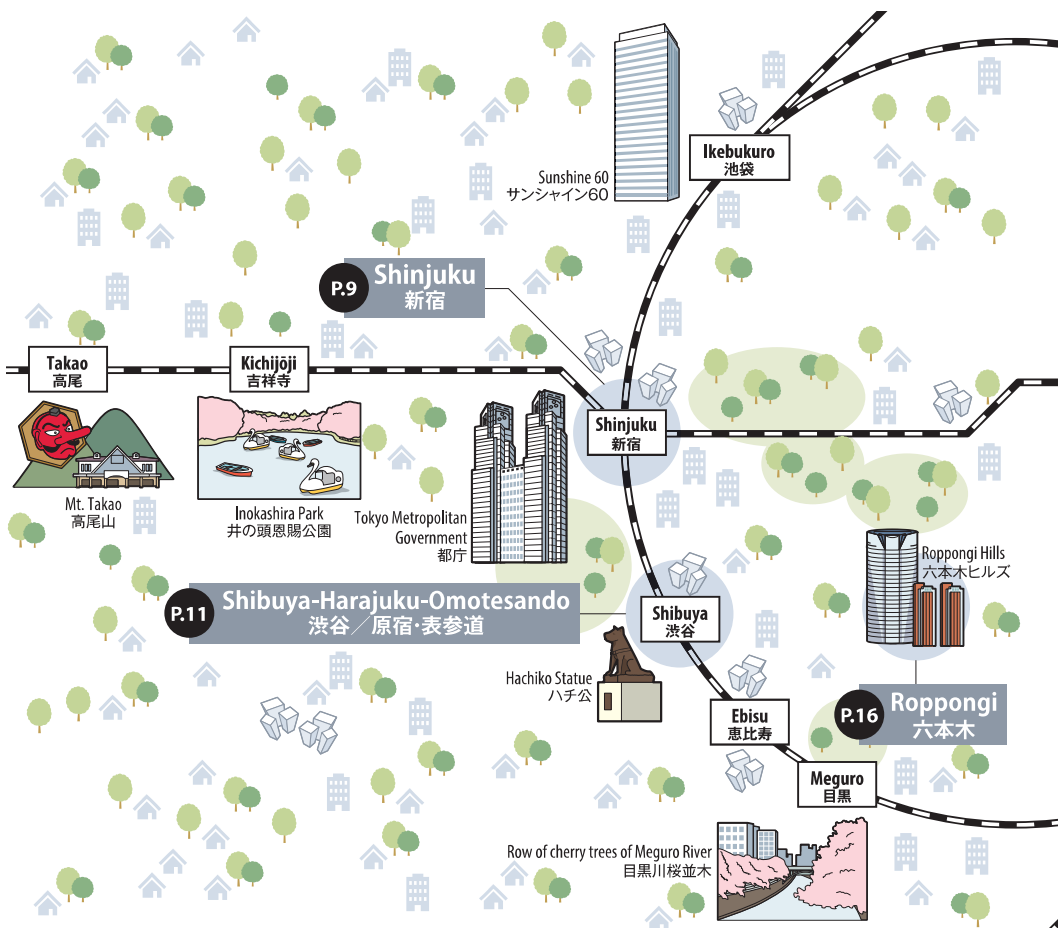 Ikebukuro
池袋
Sunshine 60
サンシャイン60
P.9
Shinjuku
新宿
Takao
高尾
Kichijōji
吉祥寺
Shinjuku
新宿
Mt. Takao
高尾山
Inokashira Park
井の頭恩賜公園
Tokyo Metropolitan
Government
都庁
Roppongi Hills
六本木ヒルズ
P.11
Shibuya-Harajuku-Omotesando
渋谷／原宿・表参道
Shibuya
渋谷
Hachiko Statue
ハチ公
Ebisu
恵比寿
P.16
Roppongi
六本木
Meguro
目黒
Row of cherry trees of Meguro River
目黒川桜並木